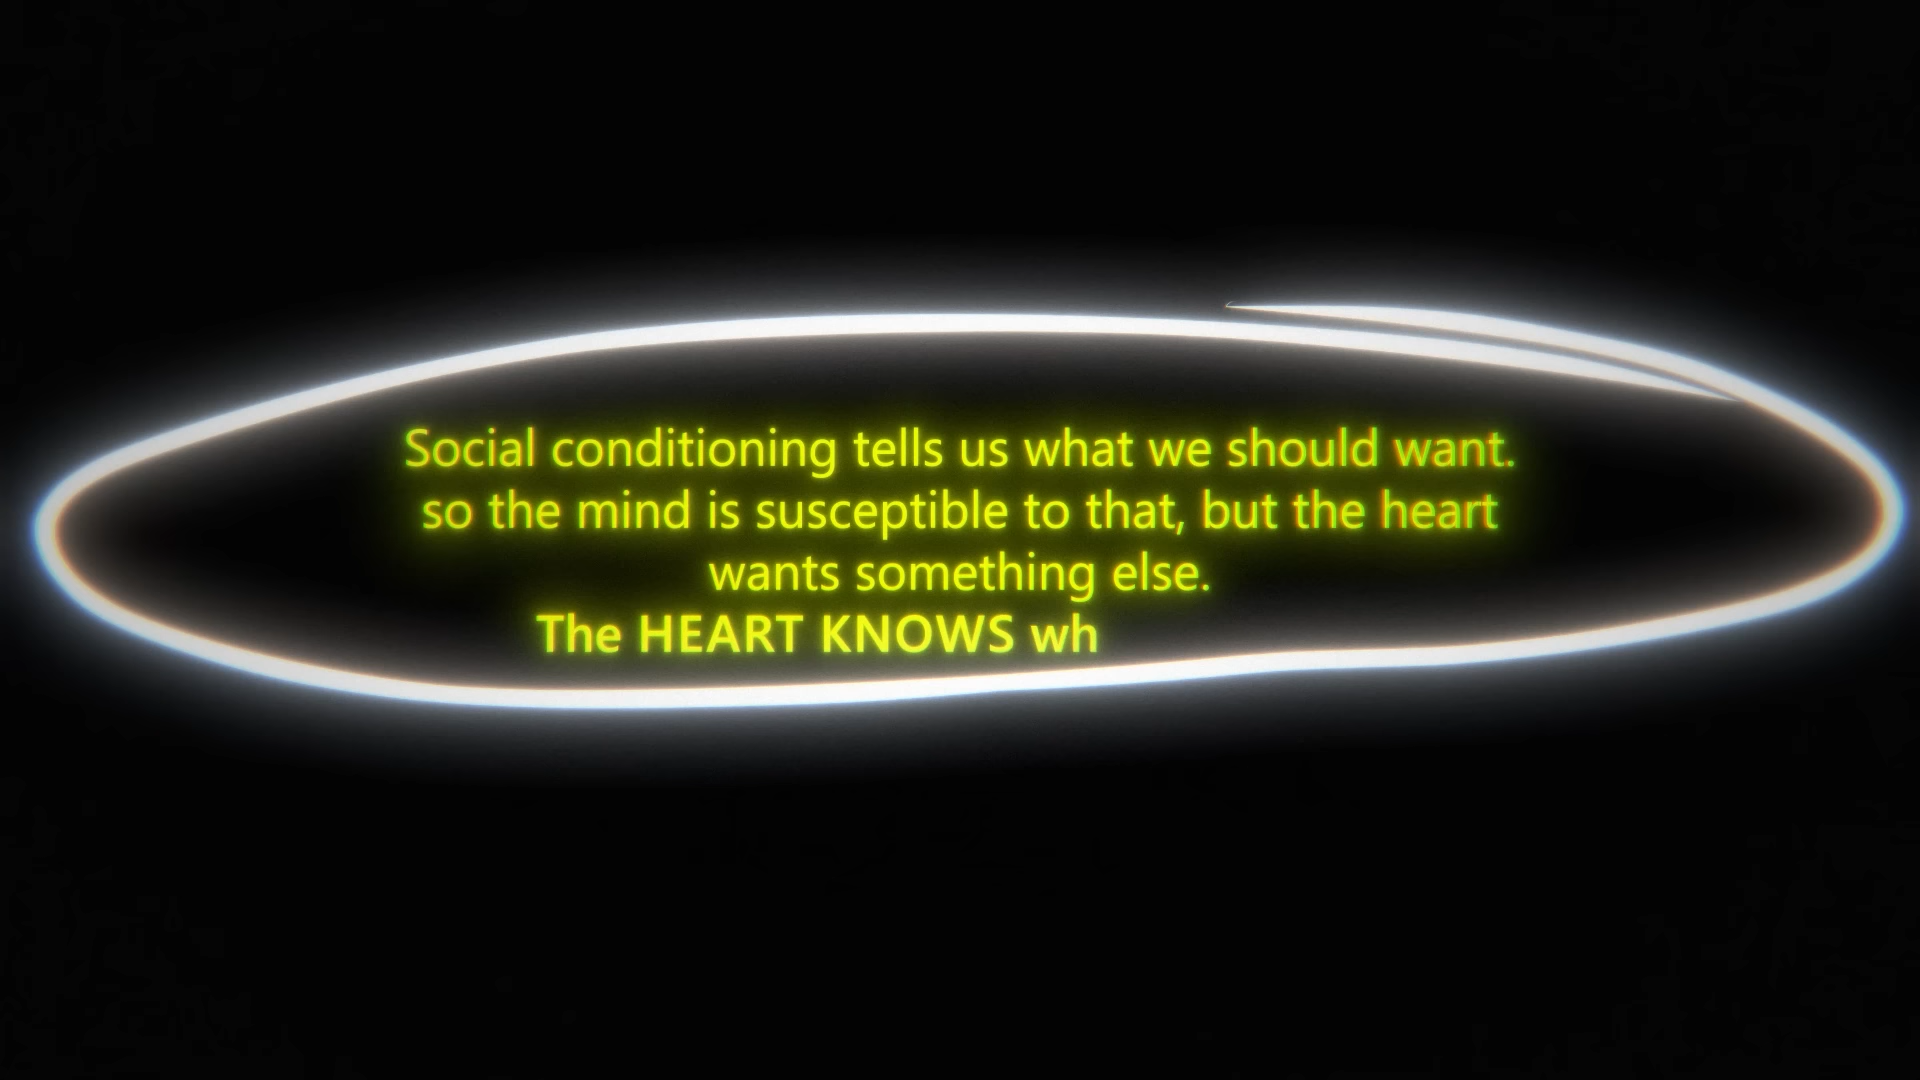 Social conditioning tells us what we should want.
so the mind is susceptible to that, but the heart
wants something else.
The HEART KNOWS wh